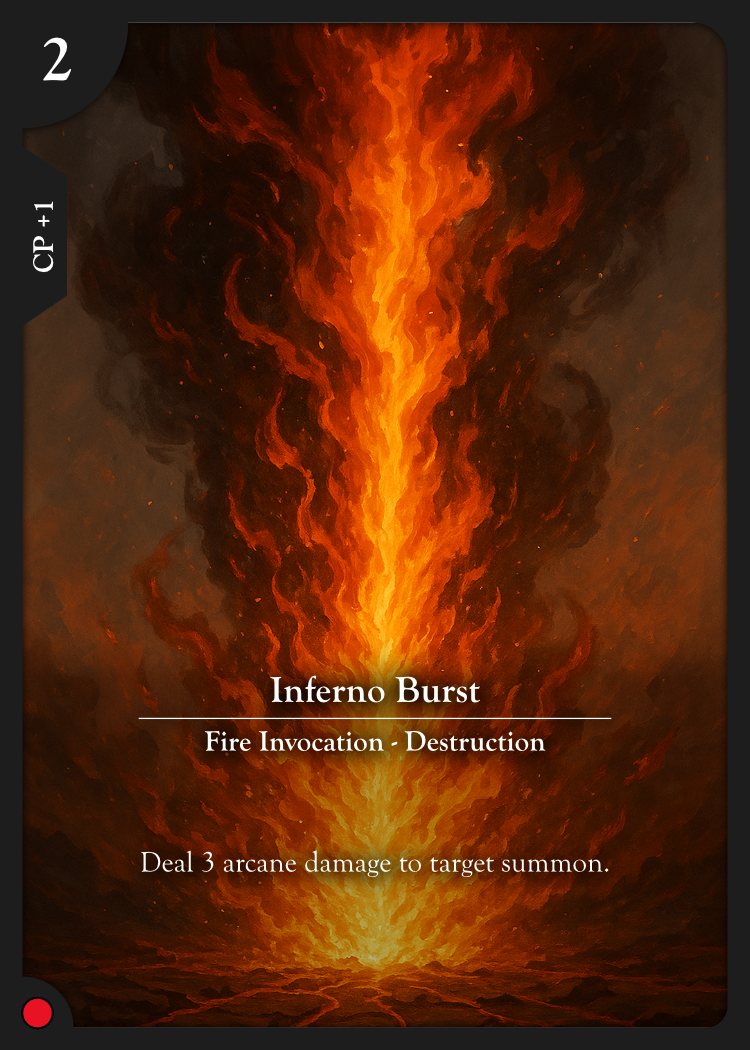 2
CP +1
Inferno Burst
Fire Invocation - Destruction
Deal 3 arcane damage to target summon.